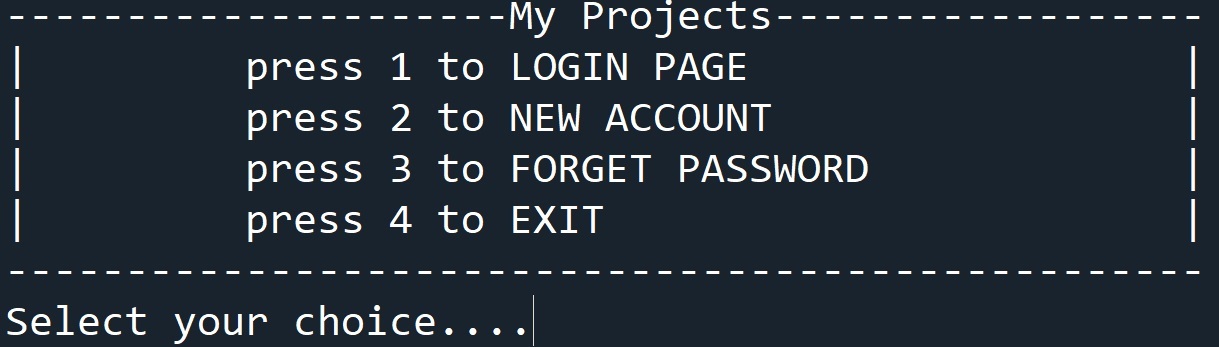 ---------------------My Projects------------------
|         press 1 to LOGIN PAGE                  |
|         press 2 to NEW ACCOUNT                 |
|         press 3 to FORGET PASSWORD             |
|         press 4 to EXIT                        |
--------------------------------------------------
Select your choice....